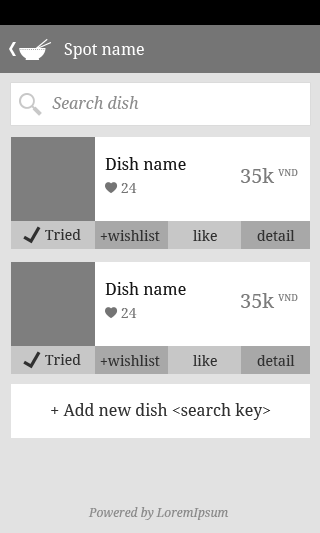 Spot name
Search dish
Dish name
35k VND
24
Tried +wishlist like detail
Dish name
35k VND
24
Tried +wishlist like detail
+ Add new dish <search key>
Powered by LoremIpsum